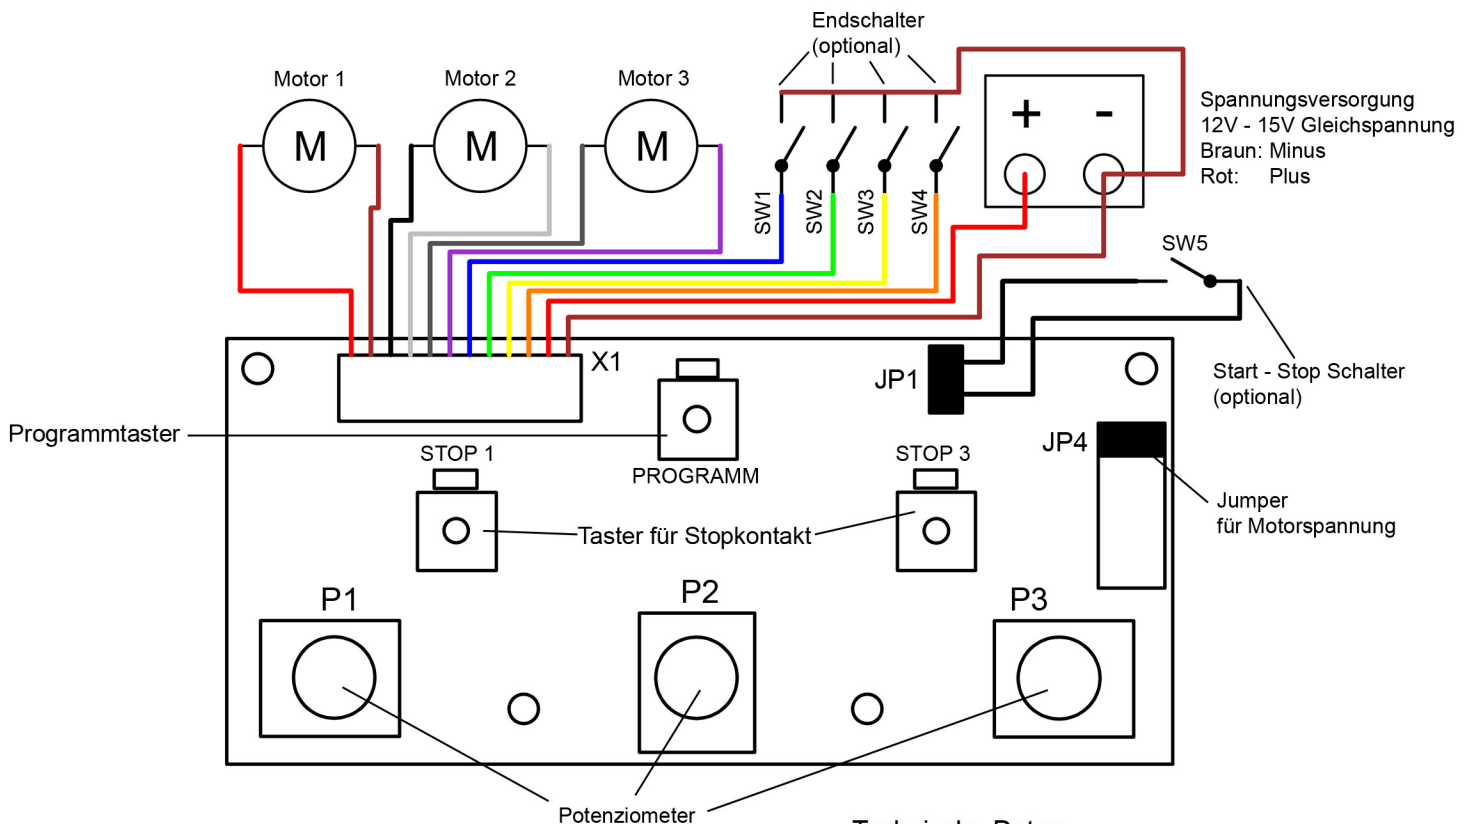 Endschalter
(optional)
Motor 1
Motor 2
Motor 3
M
M
M
+ -
Spannungsversorgung
12V - 15V Gleichspannung
Braun: Minus
Rot: Plus
SW1
SW2
SW3
SW4
SW5
X1
JP1
Start - Stop Schalter
(optional)
Programmtaster
PROGRAMM
STOP 1
STOP 3
JP4
Jumper
für Motorspannung
Taster für Stopkontakt
P1
P2
P3
Potenziometer